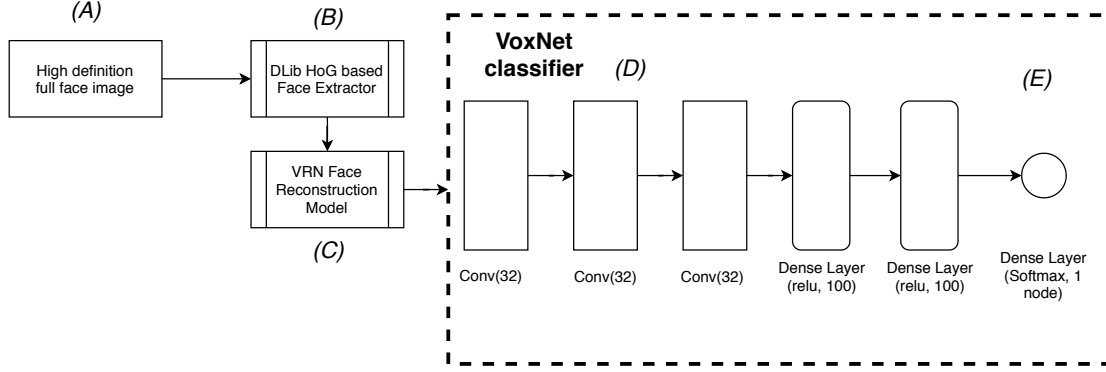 (A)
High definition
full face image
(B)
DLib HoG based
Face Extractor
VRN Face
Reconstruction
Model
(C)
VoxNet
classifier
(D)
(E)
Conv(32)
Conv(32)
Conv(32)
Dense Layer
(relu, 100)
Dense Layer
(relu, 100)
Dense Layer
(Softmax, 1
node)